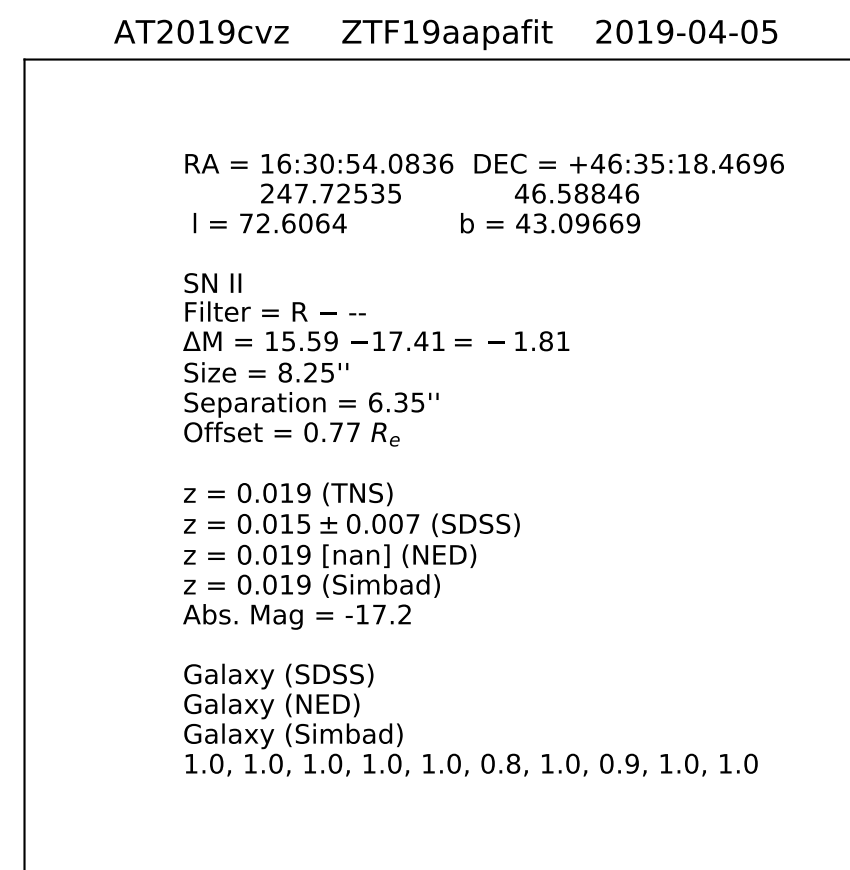 AT2019cvz ZTF19aapafit 2019-04-05
RA = 16:30:54.0836 DEC = +46:35:18.4696
247.72535 46.58846
l = 72.6064 b = 43.09669
SN II
Filter = R − --
ΔM = 15.59 −17.41 = − 1.81
Size = 8.25''
Separation = 6.35''
Offset = 0.77 Rₑ
z = 0.019 (TNS)
z = 0.015 ± 0.007 (SDSS)
z = 0.019 [nan] (NED)
z = 0.019 (Simbad)
Abs. Mag = -17.2
Galaxy (SDSS)
Galaxy (NED)
Galaxy (Simbad)
1.0, 1.0, 1.0, 1.0, 1.0, 0.8, 1.0, 0.9, 1.0, 1.0